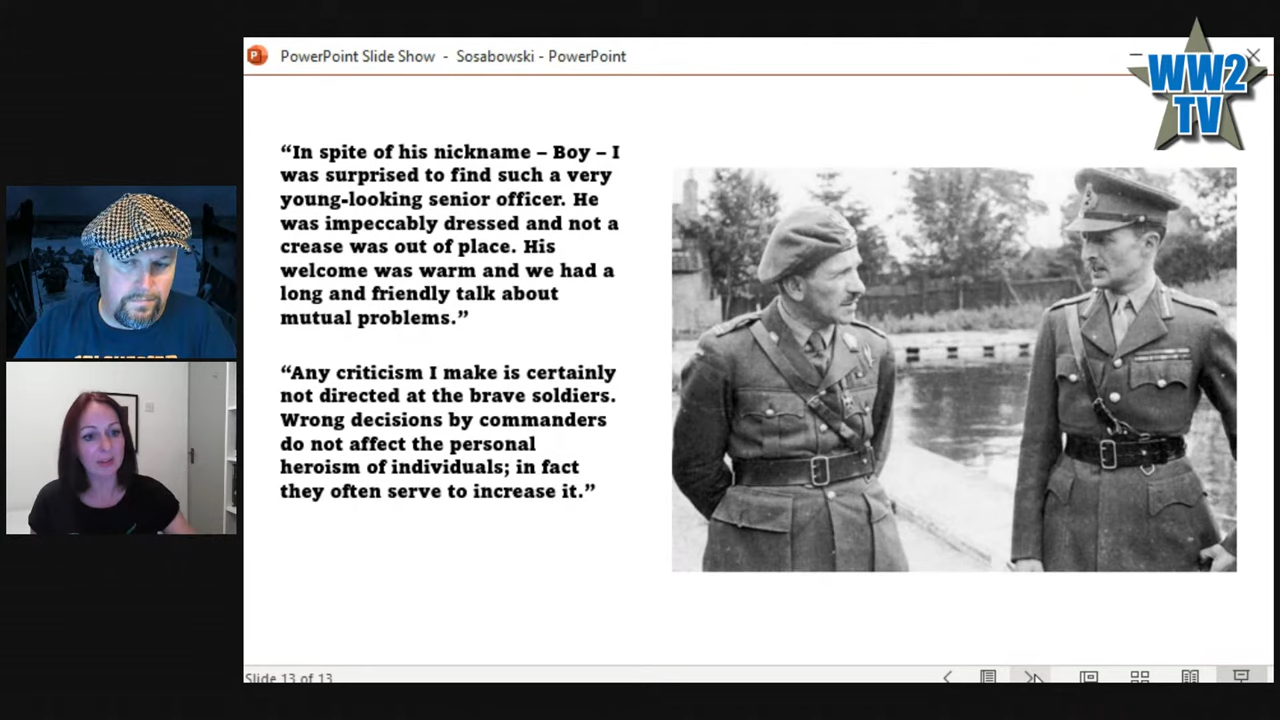 PowerPoint Slide Show - Sosabowski - PowerPoint
WW2
TV
“In spite of his nickname – Boy – I
was surprised to find such a very
young-looking senior officer. He
was impeccably dressed and not a
crease was out of place. His
welcome was warm and we had a
long and friendly talk about
mutual problems.”
“Any criticism I make is certainly
not directed at the brave soldiers.
Wrong decisions by commanders
do not affect the personal
heroism of individuals; in fact
they often serve to increase it.”
Slide 13 of 13